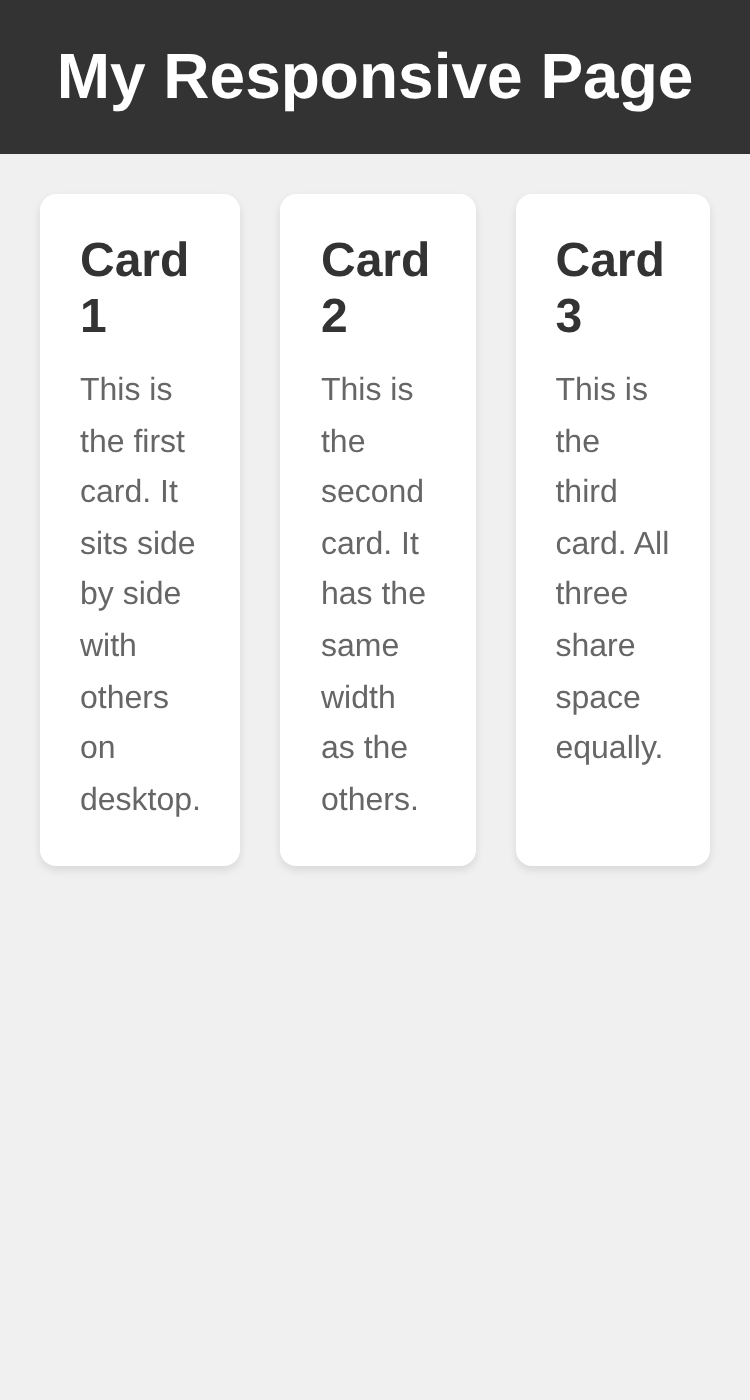 My Responsive Page
Card
1
This is
the first
card. It
sits side
by side
with
others
on
desktop.
Card
2
This is
the
second
card. It
has the
same
width
as the
others.
Card
3
This is
the
third
card. All
three
share
space
equally.